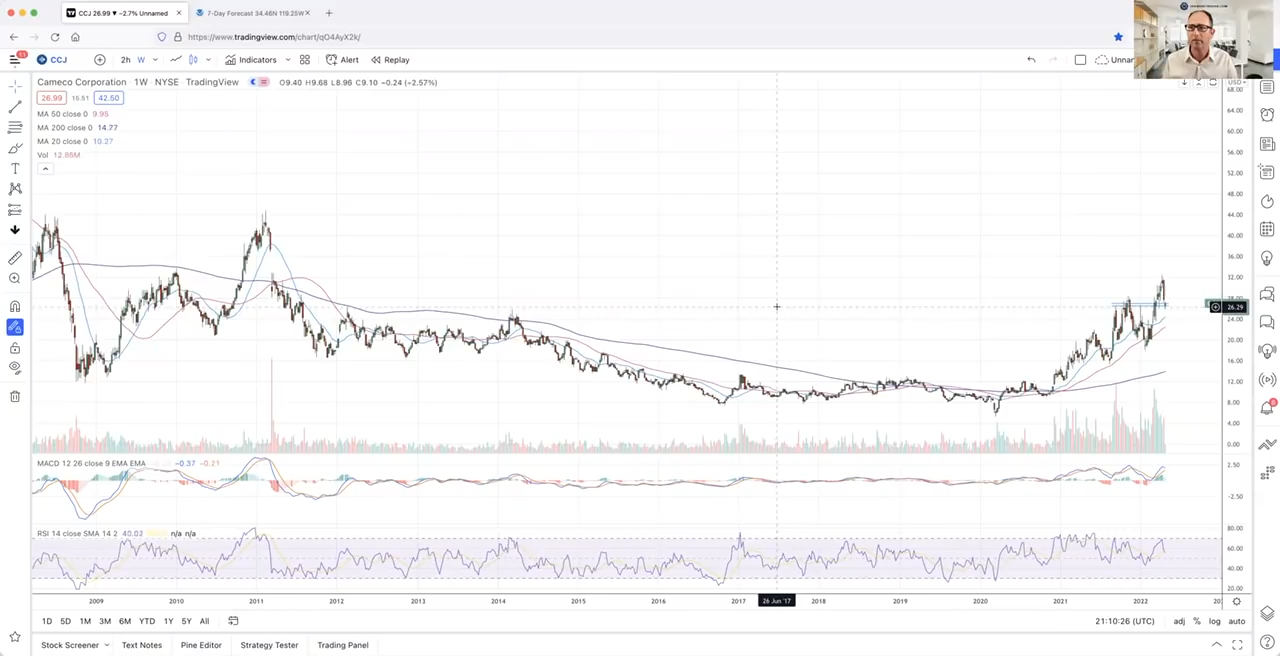 CCJ 26.99 ▼ −2.7% Unnamed
7-Day Forecast 34.46N 119.25W
https://www.tradingview.com/chart/qO4AyX2k/
11
CCJ
2h W
Indicators
Alert
Replay
Unnar
Cameco Corporation 1W NYSE TradingView
O9.40 H9.68 L8.96 C9.10 −0.24 (−2.57%)
USD
26.99 15.51 42.50
MA 50 close 0 9.95
MA 200 close 0 14.77
MA 20 close 0 10.27
Vol 12.86M
68.00
64.00
60.00
56.00
52.00
48.00
44.00
40.00
36.00
32.00
28.00
26.29
24.00
20.00
16.00
12.00
8.00
4.00
0.00
MACD 12 26 close 9 EMA EMA −0.37 −0.21
2.50
−2.50
RSI 14 close SMA 14 2 40.02 n/a n/a
80.00
60.00
40.00
20.00
2009 2010 2011 2012 2013 2014 2015 2016 2017 26 Jun '17 2018 2019 2020 2021 2022 20
1D 5D 1M 3M 6M YTD 1Y 5Y All
21:10:26 (UTC) adj % log auto
Stock Screener Text Notes Pine Editor Strategy Tester Trading Panel